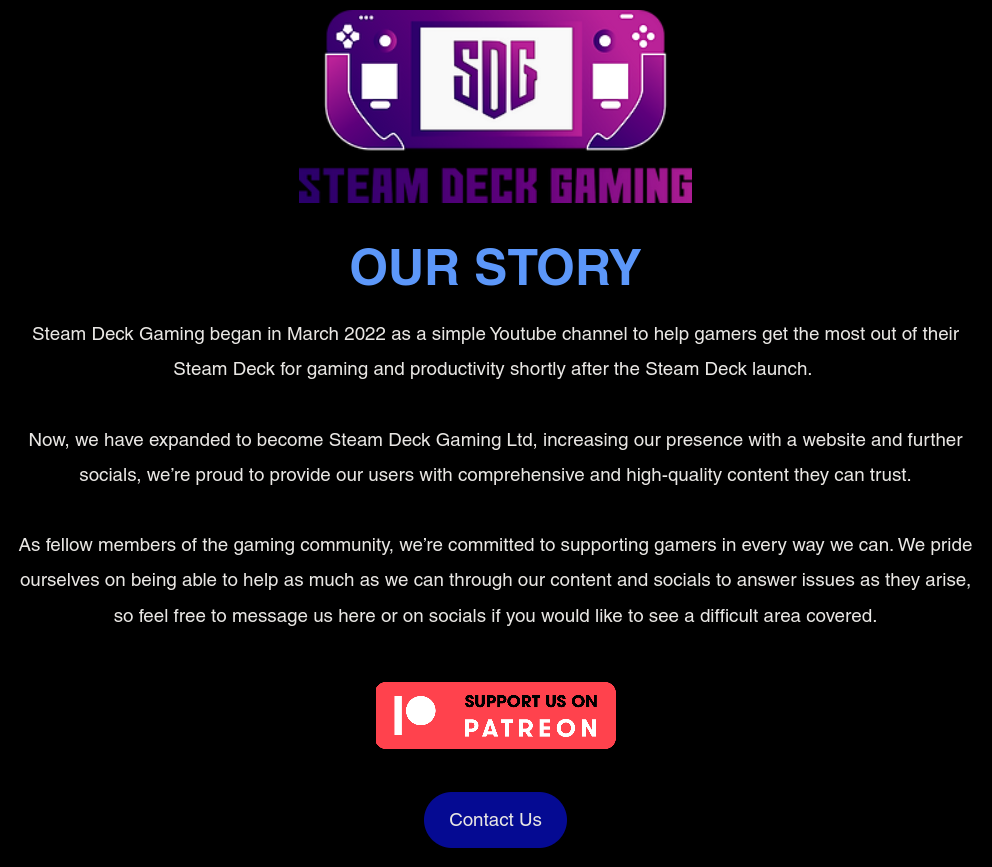 SDG
STEAM DECK GAMING
OUR STORY
Steam Deck Gaming began in March 2022 as a simple Youtube channel to help gamers get the most out of their
Steam Deck for gaming and productivity shortly after the Steam Deck launch.
Now, we have expanded to become Steam Deck Gaming Ltd, increasing our presence with a website and further
socials, we’re proud to provide our users with comprehensive and high-quality content they can trust.
As fellow members of the gaming community, we’re committed to supporting gamers in every way we can. We pride
ourselves on being able to help as much as we can through our content and socials to answer issues as they arise,
so feel free to message us here or on socials if you would like to see a difficult area covered.
SUPPORT US ON
PATREON
Contact Us